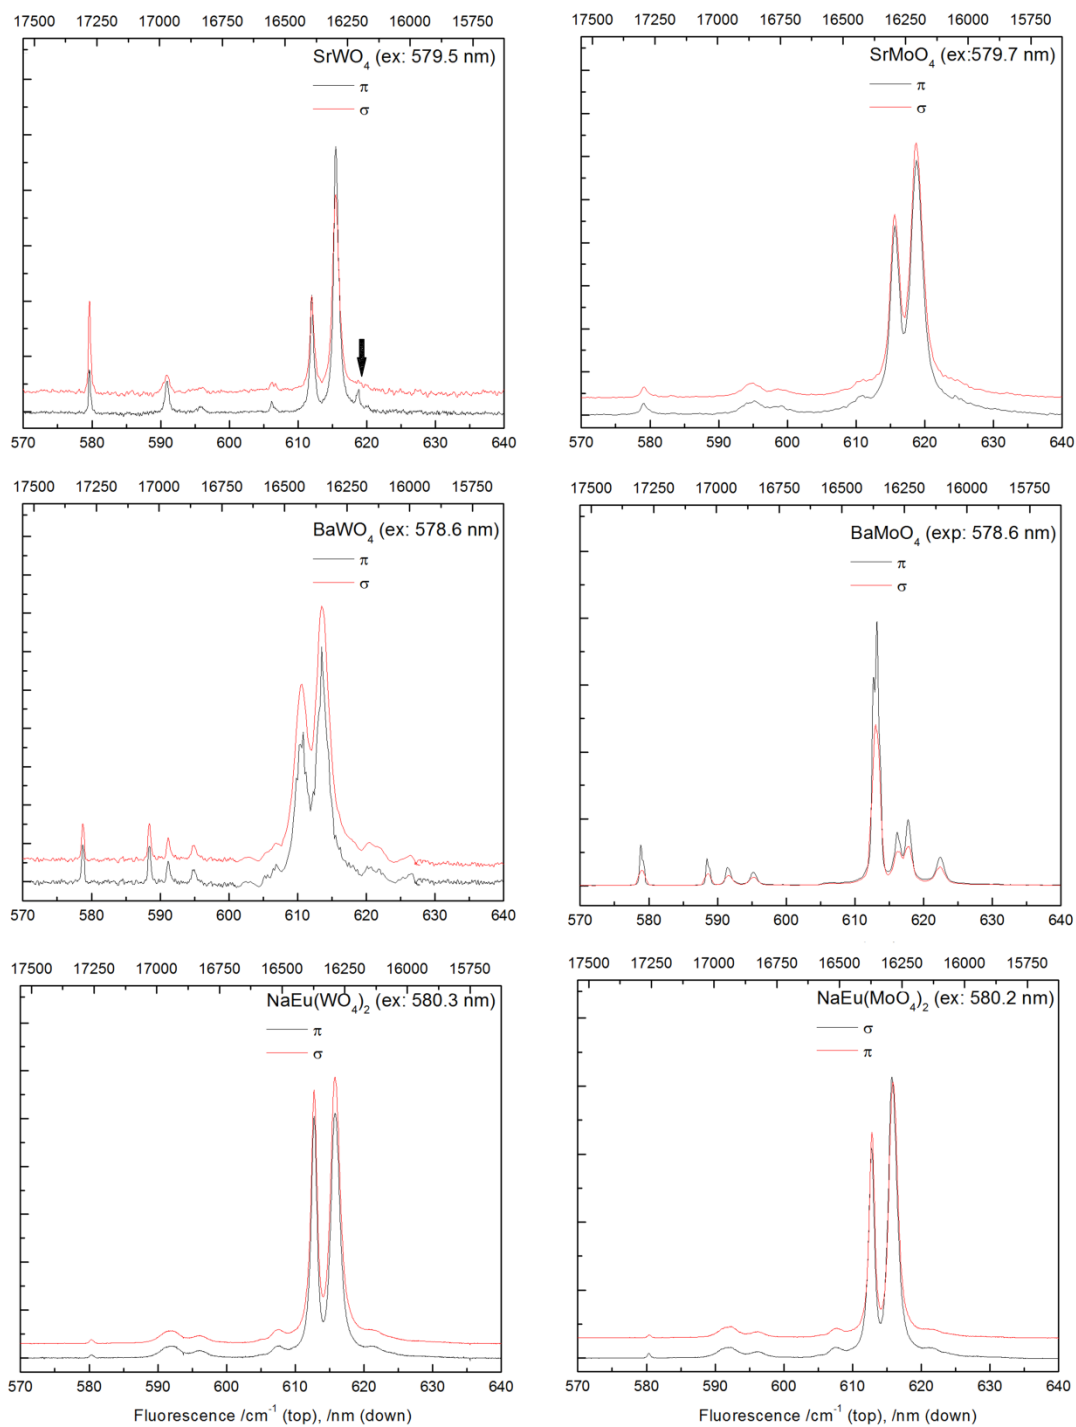 17500 17250 17000 16750 16500 16250 16000 15750
SrWO4 (ex: 579.5 nm)
π
σ
570 580 590 600 610 620 630 640
17500 17250 17000 16750 16500 16250 16000 15750
SrMoO4 (ex:579.7 nm)
π
σ
570 580 590 600 610 620 630 640
17500 17250 17000 16750 16500 16250 16000 15750
BaWO4 (ex: 578.6 nm)
π
σ
570 580 590 600 610 620 630 640
17500 17250 17000 16750 16500 16250 16000 15750
BaMoO4 (exp: 578.6 nm)
π
σ
570 580 590 600 610 620 630 640
17500 17250 17000 16750 16500 16250 16000 15750
NaEu(WO4)2 (ex: 580.3 nm)
π
σ
570 580 590 600 610 620 630 640
Fluorescence /cm-1 (top), /nm (down)
17500 17250 17000 16750 16500 16250 16000 15750
NaEu(MoO4)2 (ex: 580.2 nm)
σ
π
570 580 590 600 610 620 630 640
Fluorescence /cm-1 (top), /nm (down)